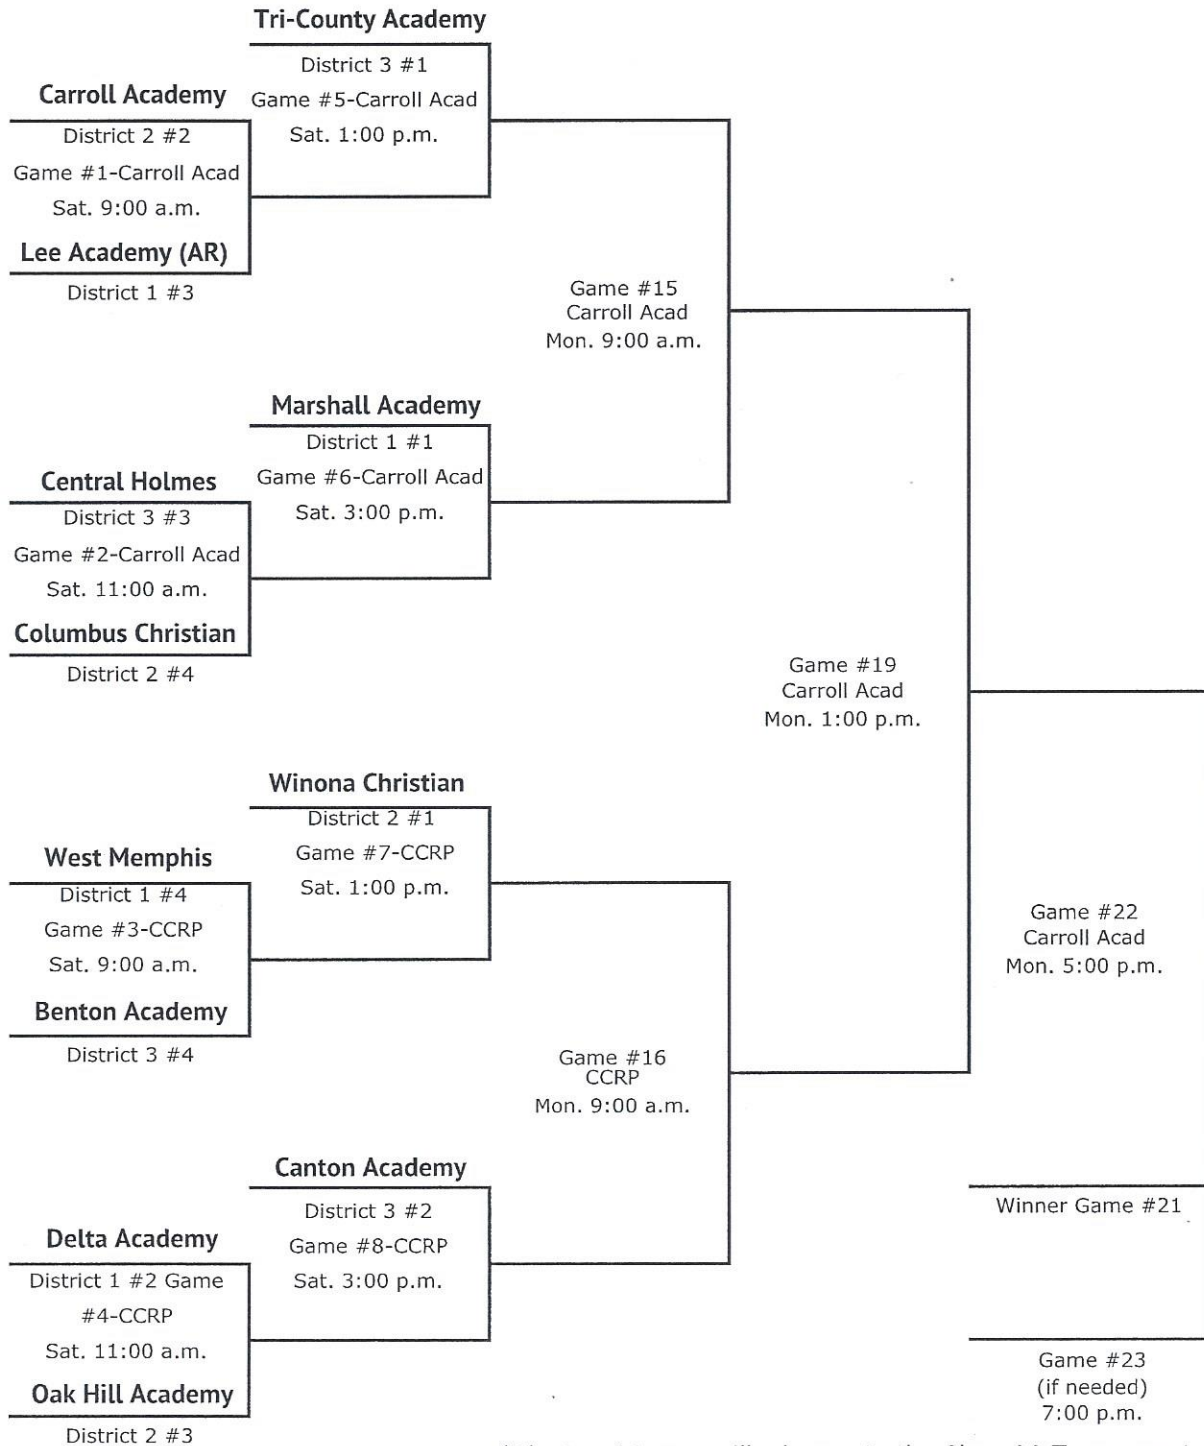 Tri-County Academy
District 3 #1
Game #5-Carroll Acad
Sat. 1:00 p.m.
Carroll Academy
District 2 #2
Game #1-Carroll Acad
Sat. 9:00 a.m.
Lee Academy (AR)
District 1 #3
Game #15
Carroll Acad
Mon. 9:00 a.m.
Marshall Academy
District 1 #1
Game #6-Carroll Acad
Sat. 3:00 p.m.
Central Holmes
District 3 #3
Game #2-Carroll Acad
Sat. 11:00 a.m.
Columbus Christian
District 2 #4
Game #19
Carroll Acad
Mon. 1:00 p.m.
Winona Christian
District 2 #1
Game #7-CCRP
Sat. 1:00 p.m.
West Memphis
District 1 #4
Game #3-CCRP
Sat. 9:00 a.m.
Benton Academy
District 3 #4
Game #22
Carroll Acad
Mon. 5:00 p.m.
Game #16
CCRP
Mon. 9:00 a.m.
Canton Academy
District 3 #2
Game #8-CCRP
Sat. 3:00 p.m.
Delta Academy
District 1 #2 Game
#4-CCRP
Sat. 11:00 a.m.
Oak Hill Academy
District 2 #3
Winner Game #21
Game #23
(if needed)
7:00 p.m.